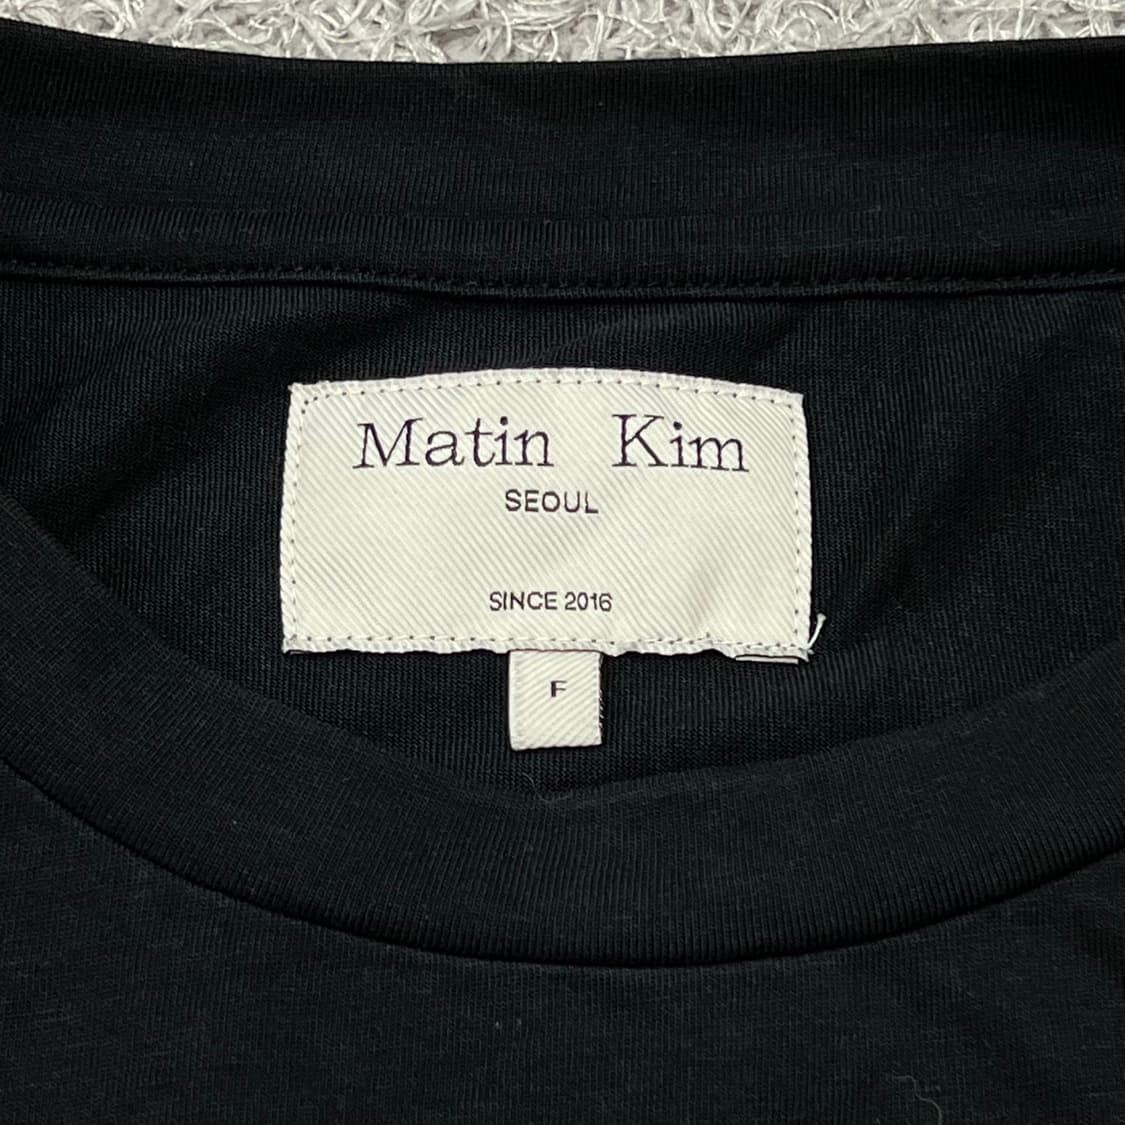 Matin Kim
SEOUL
SINCE 2016
F